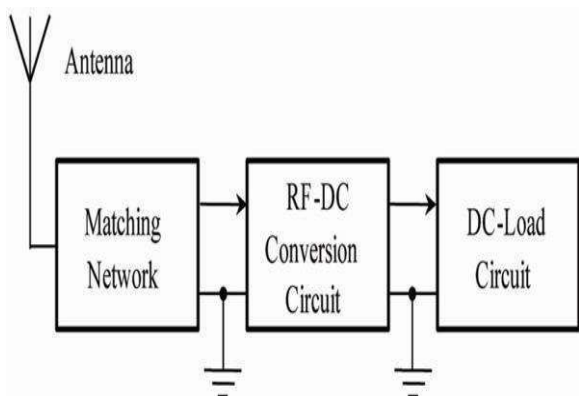 Antenna
Matching
Network
RF-DC
Conversion
Circuit
DC-Load
Circuit